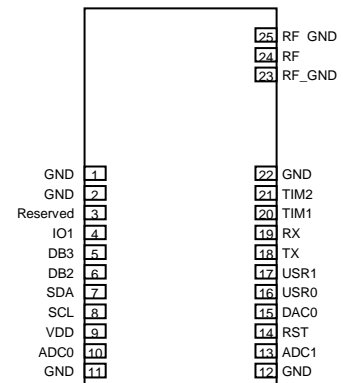 25 RF GND
24 RF
23 RF_GND
GND 1 22 GND
GND 2 21 TIM2
Reserved 3 20 TIM1
IO1 4 19 RX
DB3 5 18 TX
DB2 6 17 USR1
SDA 7 16 USR0
SCL 8 15 DAC0
VDD 9 14 RST
ADC0 10 13 ADC1
GND 11 12 GND